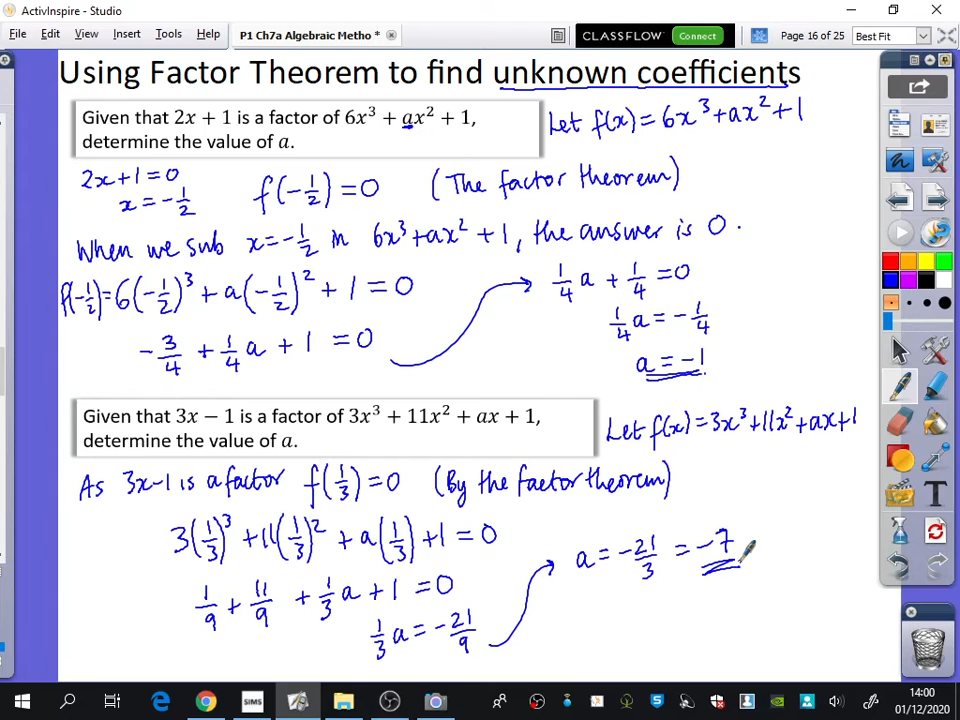 ActivInspire - Studio
File Edit View Insert Tools Help P1 Ch7a Algebraic Metho * CLASSFLOW Connect Page 16 of 25 Best Fit
Using Factor Theorem to find unknown coefficients
Given that 2x + 1 is a factor of 6x³ + ax² + 1,
determine the value of a.
Let f(x) = 6x³ + ax² + 1
2x+1 = 0
x = -1/2
f(-1/2) = 0 (The factor theorem)
When we sub x = -1/2 in 6x³ + ax² + 1, the answer is 0.
f(-1/2) = 6(-1/2)³ + a(-1/2)² + 1 = 0
-3/4 + 1/4 a + 1 = 0
1/4 a + 1/4 = 0
1/4 a = -1/4
a = -1
Given that 3x − 1 is a factor of 3x³ + 11x² + ax + 1,
determine the value of a.
Let f(x) = 3x³ + 11x² + ax + 1
As 3x-1 is a factor f(1/3) = 0 (By the factor theorem)
3(1/3)³ + 11(1/3)² + a(1/3) + 1 = 0
1/9 + 11/9 + 1/3 a + 1 = 0
1/3 a = -21/9
a = -21/3 = -7
T
SIMS
14:00
01/12/2020